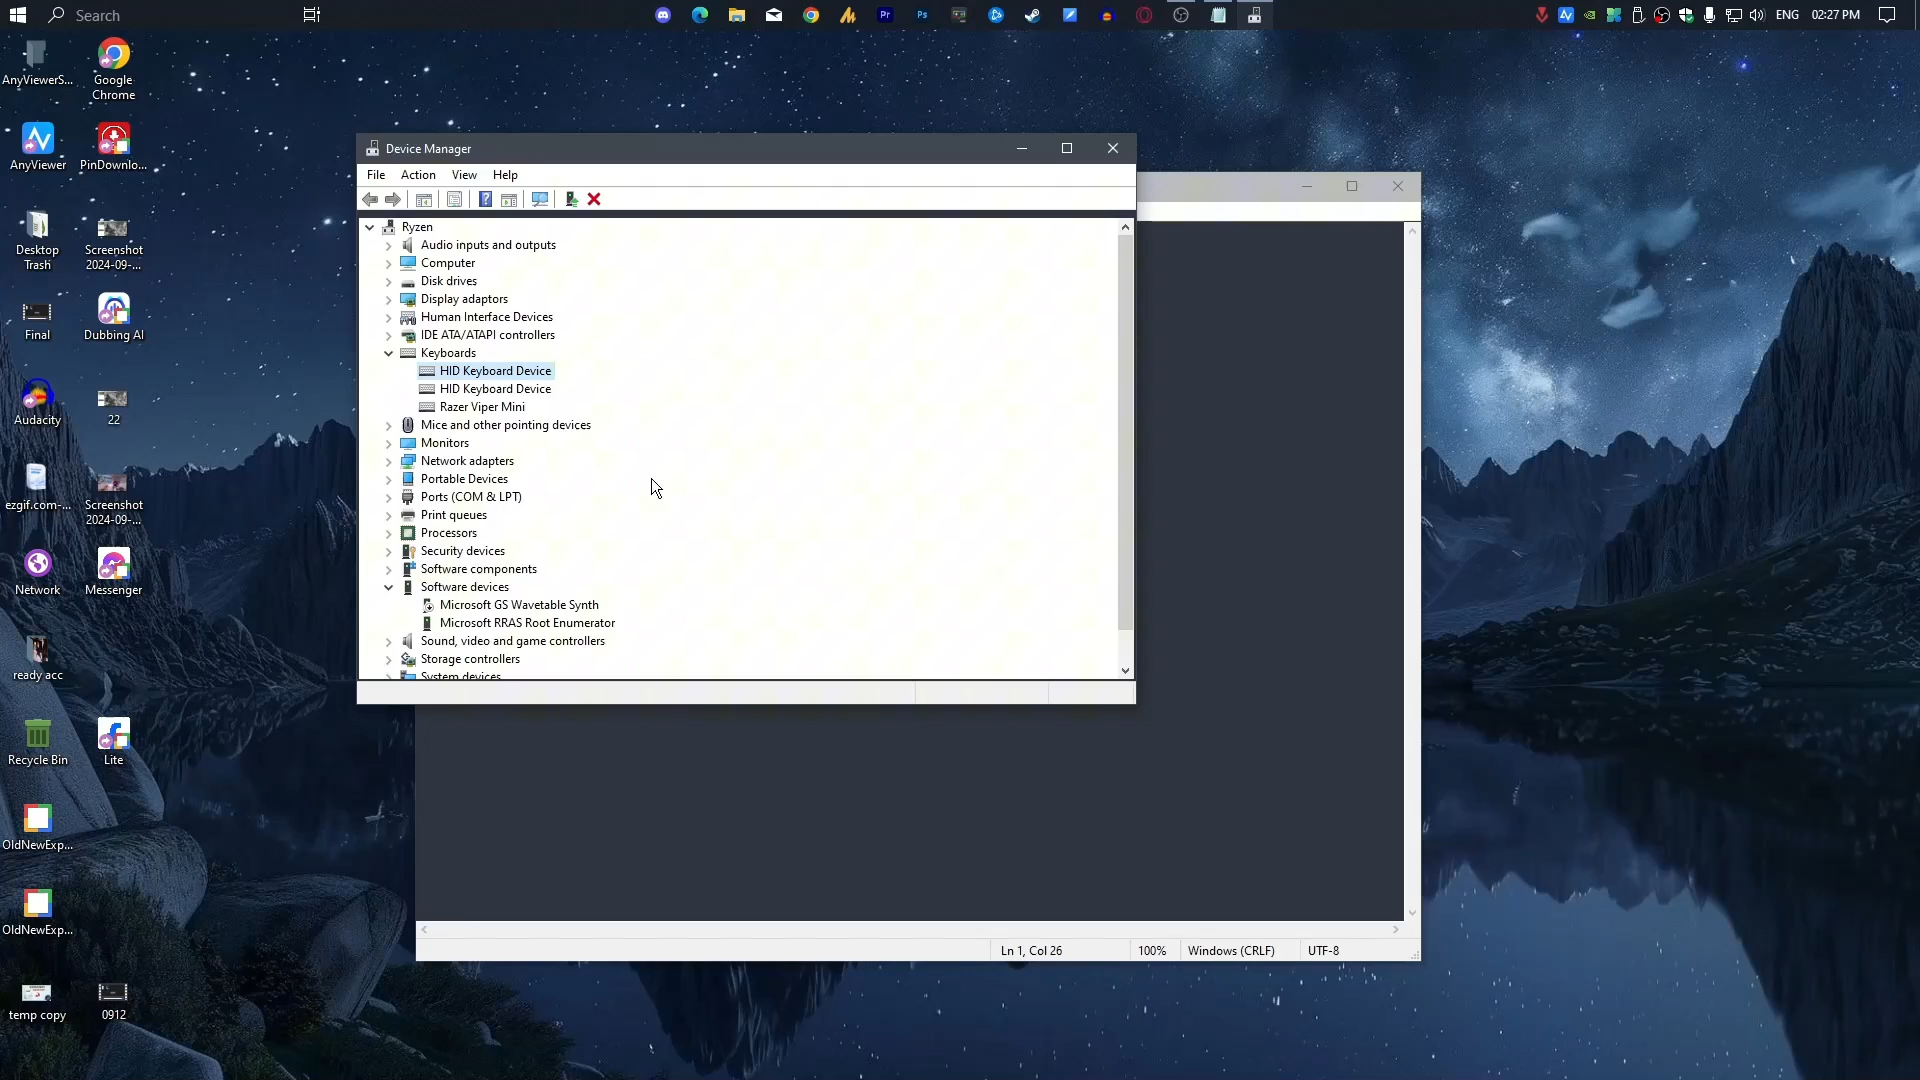 Search
ENG
02:27 PM
AnyViewerS...
Google
Chrome
AnyViewer
PinDownlo...
Desktop
Trash
Screenshot
2024-09-...
Final
Dubbing AI
Audacity
22
ezgif.com-...
Screenshot
2024-09-...
Network
Messenger
ready acc
Recycle Bin
Lite
OldNewExp...
OldNewExp...
temp copy
0912
Device Manager
File Action View Help
Ryzen
Audio inputs and outputs
Computer
Disk drives
Display adaptors
Human Interface Devices
IDE ATA/ATAPI controllers
Keyboards
HID Keyboard Device
HID Keyboard Device
Razer Viper Mini
Mice and other pointing devices
Monitors
Network adapters
Portable Devices
Ports (COM & LPT)
Print queues
Processors
Security devices
Software components
Software devices
Microsoft GS Wavetable Synth
Microsoft RRAS Root Enumerator
Sound, video and game controllers
Storage controllers
System devices
Ln 1, Col 26
100%
Windows (CRLF)
UTF-8